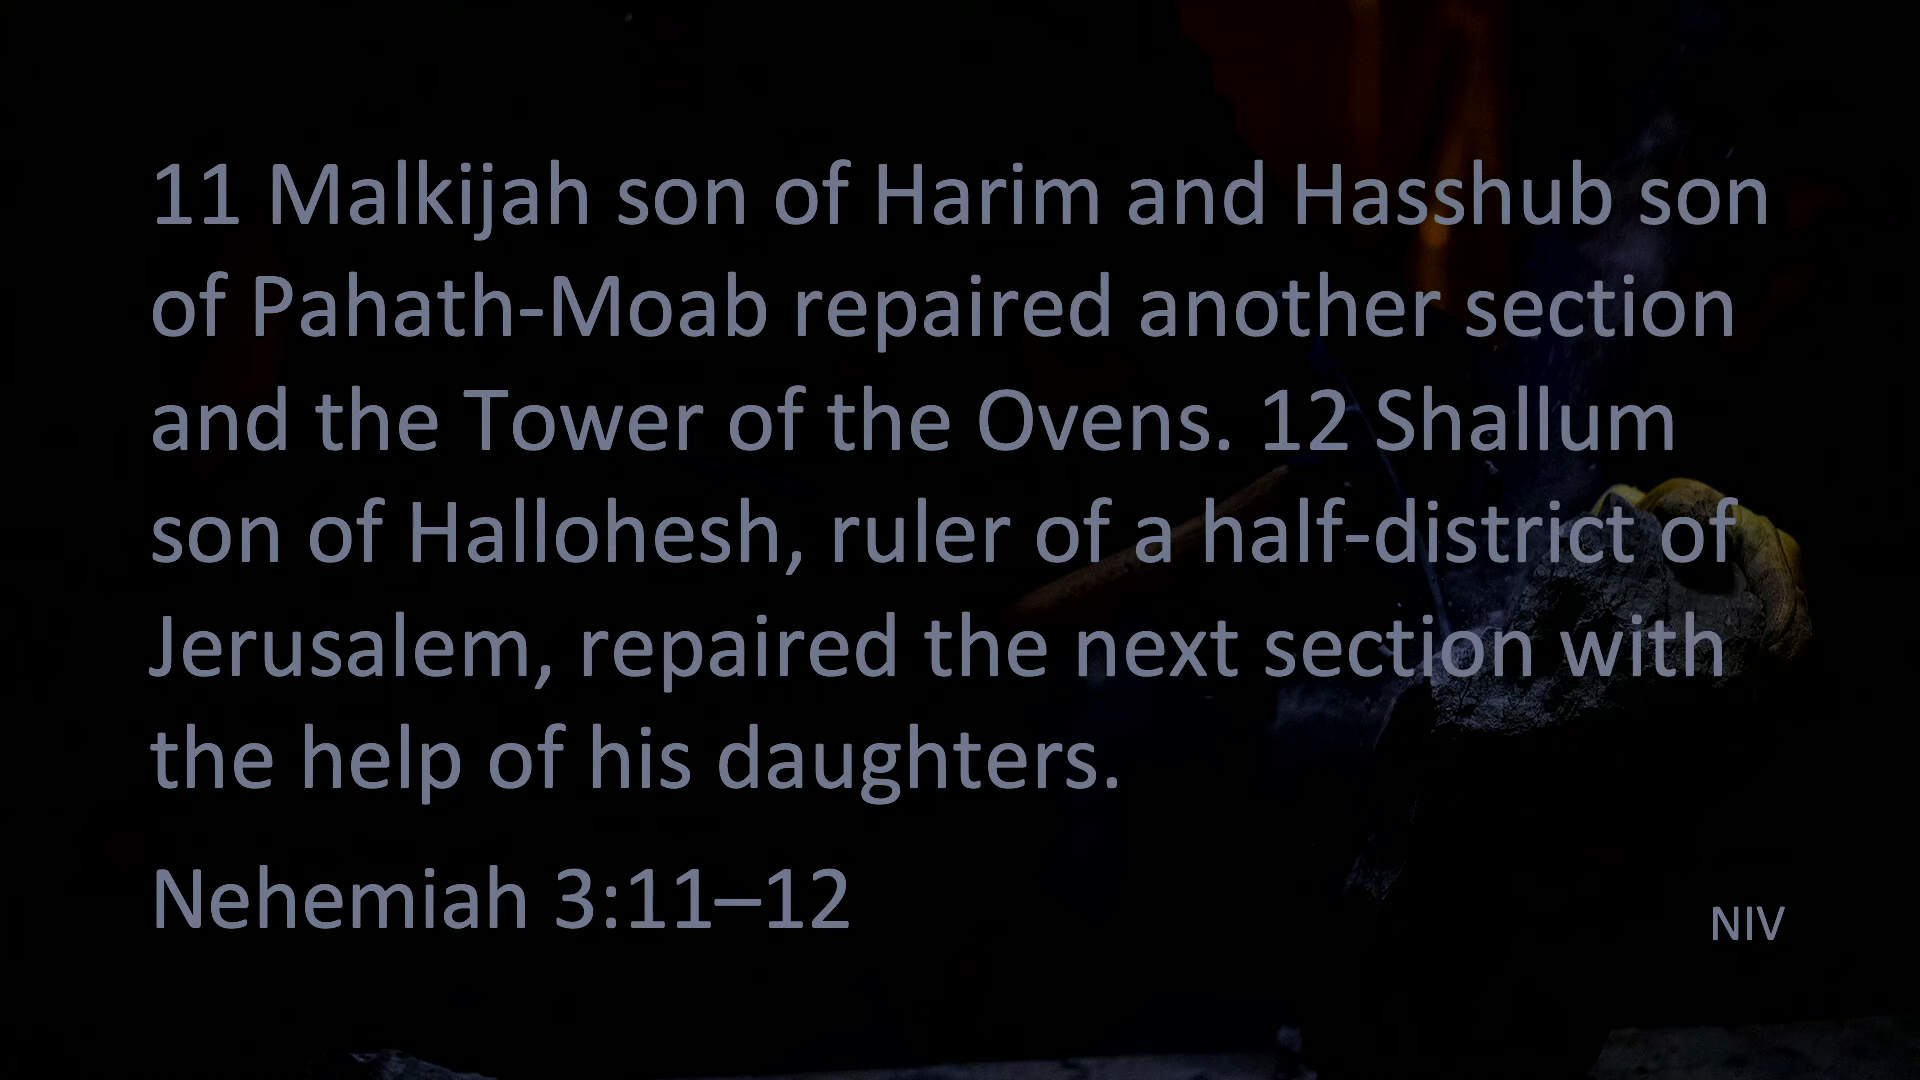 11 Malkijah son of Harim and Hasshub son
of Pahath-Moab repaired another section
and the Tower of the Ovens. 12 Shallum
son of Hallohesh, ruler of a half-district of
Jerusalem, repaired the next section with
the help of his daughters.
Nehemiah 3:11–12
NIV